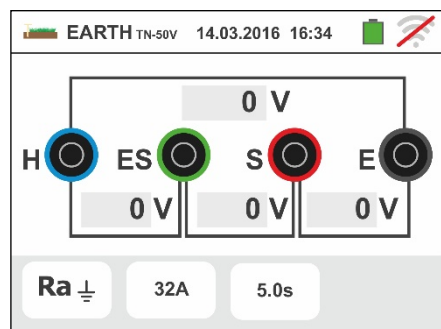 EARTH TN-50V 14.03.2016 16:34
0 V
H ES S E
0 V 0 V 0 V
Ra 32A 5.0s